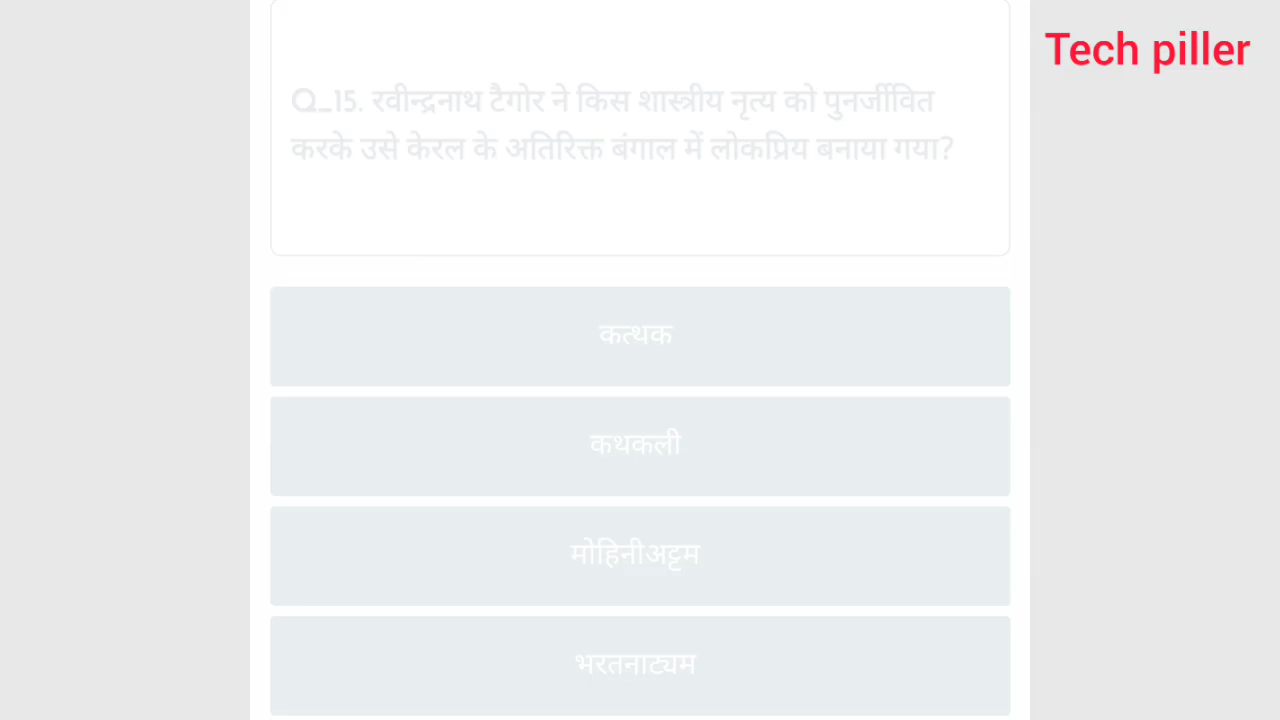 Tech piller
Q_15. रवीन्द्रनाथ टैगोर ने किस शास्त्रीय नृत्य को पुनर्जीवित
करके उसे केरल के अतिरिक्त बंगाल में लोकप्रिय बनाया गया?
कत्थक
कथकली
मोहिनीअट्टम
भरतनाट्यम